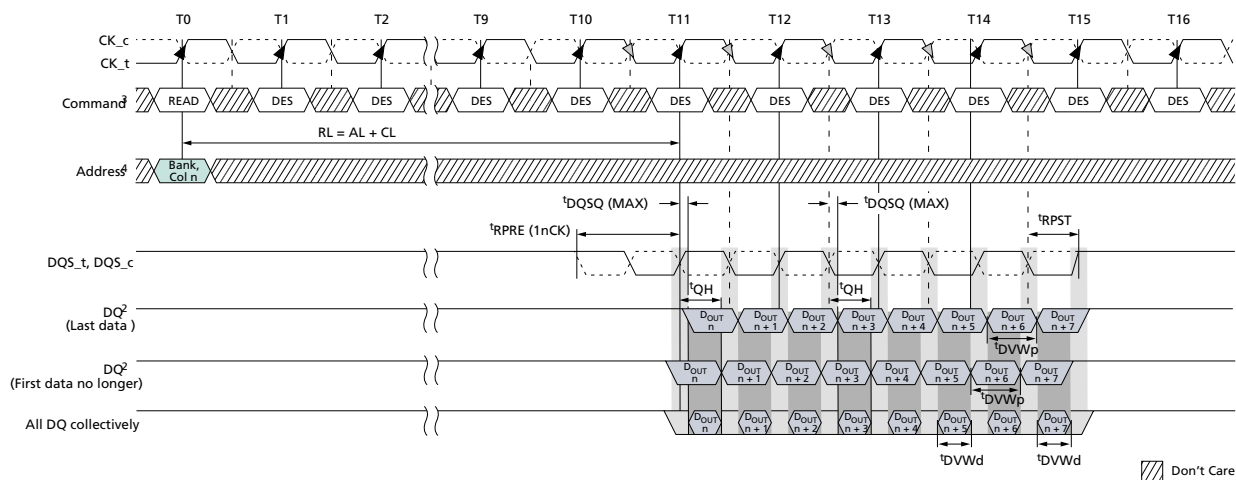 T0 T1 T2 T9 T10 T11 T12 T13 T14 T15 T16
CK_c
CK_t
Command3
READ DES DES DES DES DES DES DES DES DES DES
RL = AL + CL
Address4
Bank,
Col n
tDQSQ (MAX) tDQSQ (MAX)
tRPRE (1nCK) tRPST
DQS_t, DQS_c
tQH tQH
DQ2
(Last data )
DOUT DOUT DOUT DOUT DOUT DOUT DOUT DOUT
n n + 1 n + 2 n + 3 n + 4 n + 5 n + 6 n + 7
tDVWp
DQ2
(First data no longer)
DOUT DOUT DOUT DOUT DOUT DOUT DOUT DOUT
n n + 1 n + 2 n + 3 n + 4 n + 5 n + 6 n + 7
tDVWp
All DQ collectively
DOUT DOUT DOUT DOUT DOUT DOUT DOUT DOUT
n n + 1 n + 2 n + 3 n + 4 n + 5 n + 6 n + 7
tDVWd tDVWd
Don't Care